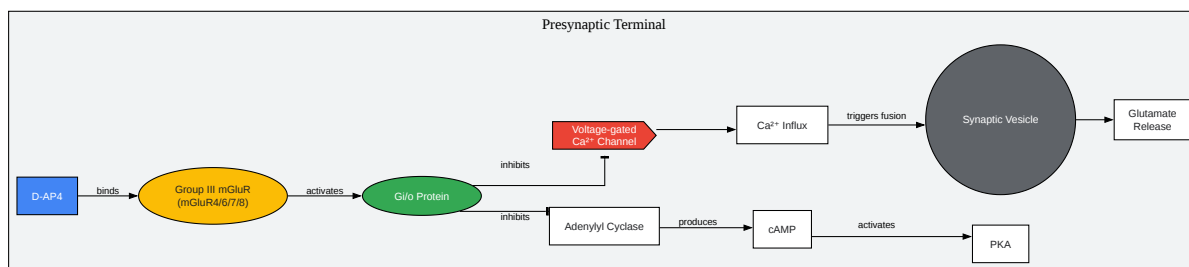 Presynaptic Terminal
D-AP4
binds
Group III mGluR
(mGluR4/6/7/8)
activates
Gi/o Protein
inhibits
Voltage-gated
Ca²⁺ Channel
Ca²⁺ Influx
triggers fusion
Synaptic Vesicle
Glutamate
Release
inhibits
Adenylyl Cyclase
produces
cAMP
activates
PKA